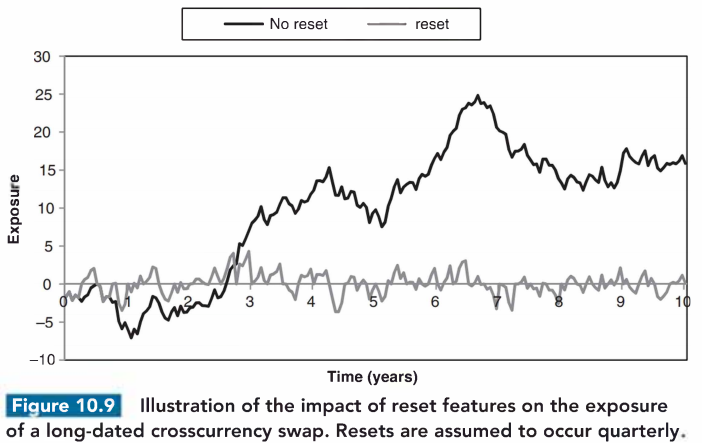 No reset reset
30
25
20
15
10
5
0
−5
−10
Exposure
0 1 2 3 4 5 6 7 8 9 10
Time (years)
Figure 10.9 Illustration of the impact of reset features on the exposure
of a long-dated crosscurrency swap. Resets are assumed to occur quarterly.